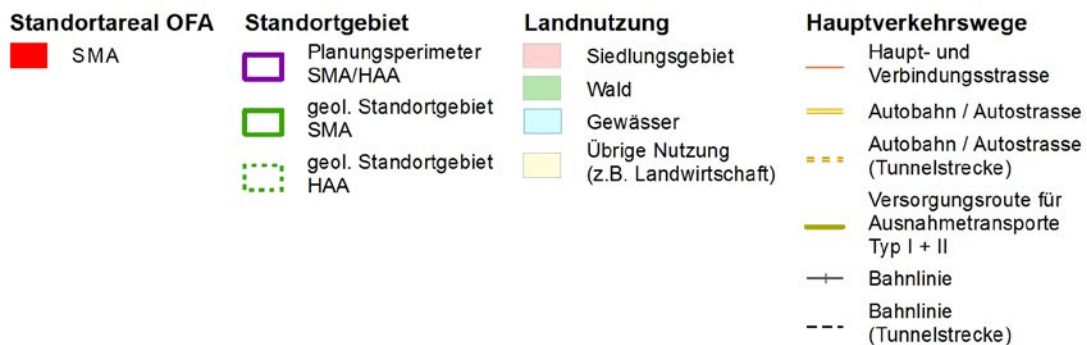 Standortareal OFA
SMA
Standortgebiet
Planungsperimeter
SMA/HAA
geol. Standortgebiet
SMA
geol. Standortgebiet
HAA
Landnutzung
Siedlungsgebiet
Wald
Gewässer
Übrige Nutzung
(z.B. Landwirtschaft)
Hauptverkehrswege
Haupt- und
Verbindungsstrasse
Autobahn / Autostrasse
Autobahn / Autostrasse
(Tunnelstrecke)
Versorgungsroute für
Ausnahmetransporte
Typ I + II
Bahnlinie
Bahnlinie
(Tunnelstrecke)